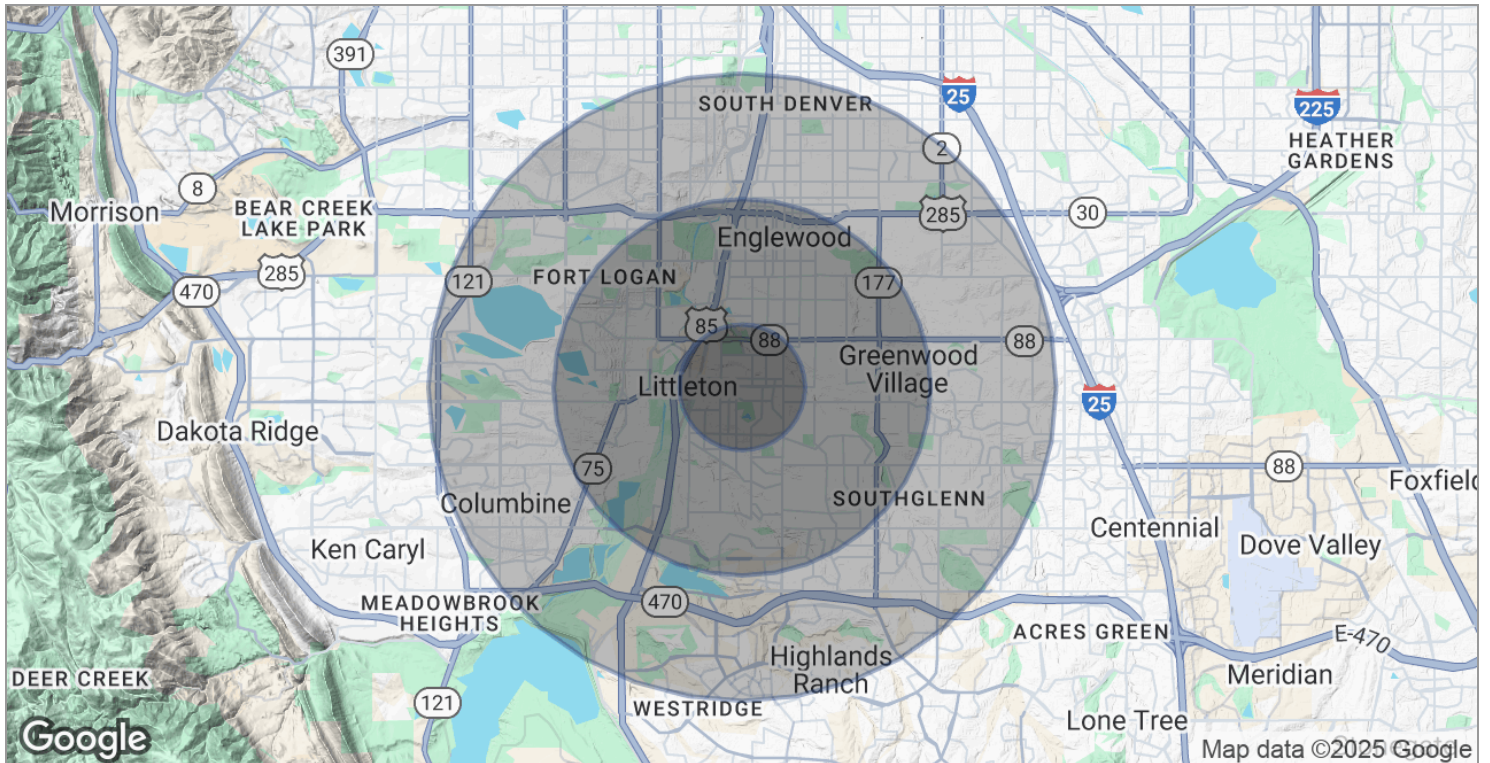 391
SOUTH DENVER
25
225
2
HEATHER
GARDENS
8
Morrison
BEAR CREEK
LAKE PARK
285
30
Englewood
285
121
FORT LOGAN
177
470
85
88
88
Greenwood
Village
Littleton
25
Dakota Ridge
75
88
Foxfield
Columbine
SOUTHGLENN
Centennial
Dove Valley
Ken Caryl
MEADOWBROOK
HEIGHTS
470
ACRES GREEN
E-470
Highlands
Ranch
Meridian
DEER CREEK
121
WESTRIDGE
Lone Tree
Google
Map data ©2025 Google